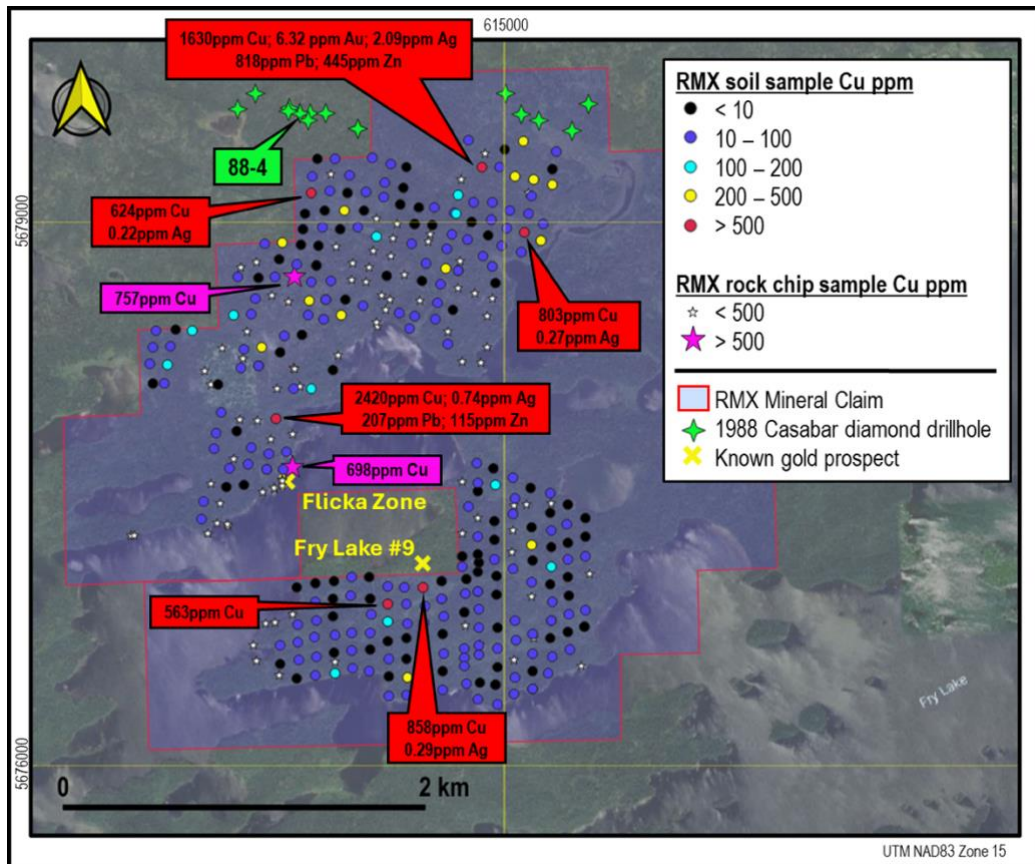 615000
1630ppm Cu; 6.32 ppm Au; 2.09ppm Ag
818ppm Pb; 445ppm Zn
88-4
5679000
624ppm Cu
0.22ppm Ag
757ppm Cu
803ppm Cu
0.27ppm Ag
2420ppm Cu; 0.74ppm Ag
207ppm Pb; 115ppm Zn
698ppm Cu
Flicka Zone
Fry Lake #9
563ppm Cu
858ppm Cu
0.29ppm Ag
5676000
0
2 km
Fry Lake
RMX soil sample Cu ppm
< 10
10 – 100
100 – 200
200 – 500
> 500
RMX rock chip sample Cu ppm
< 500
> 500
RMX Mineral Claim
1988 Casabar diamond drillhole
Known gold prospect
UTM NAD83 Zone 15